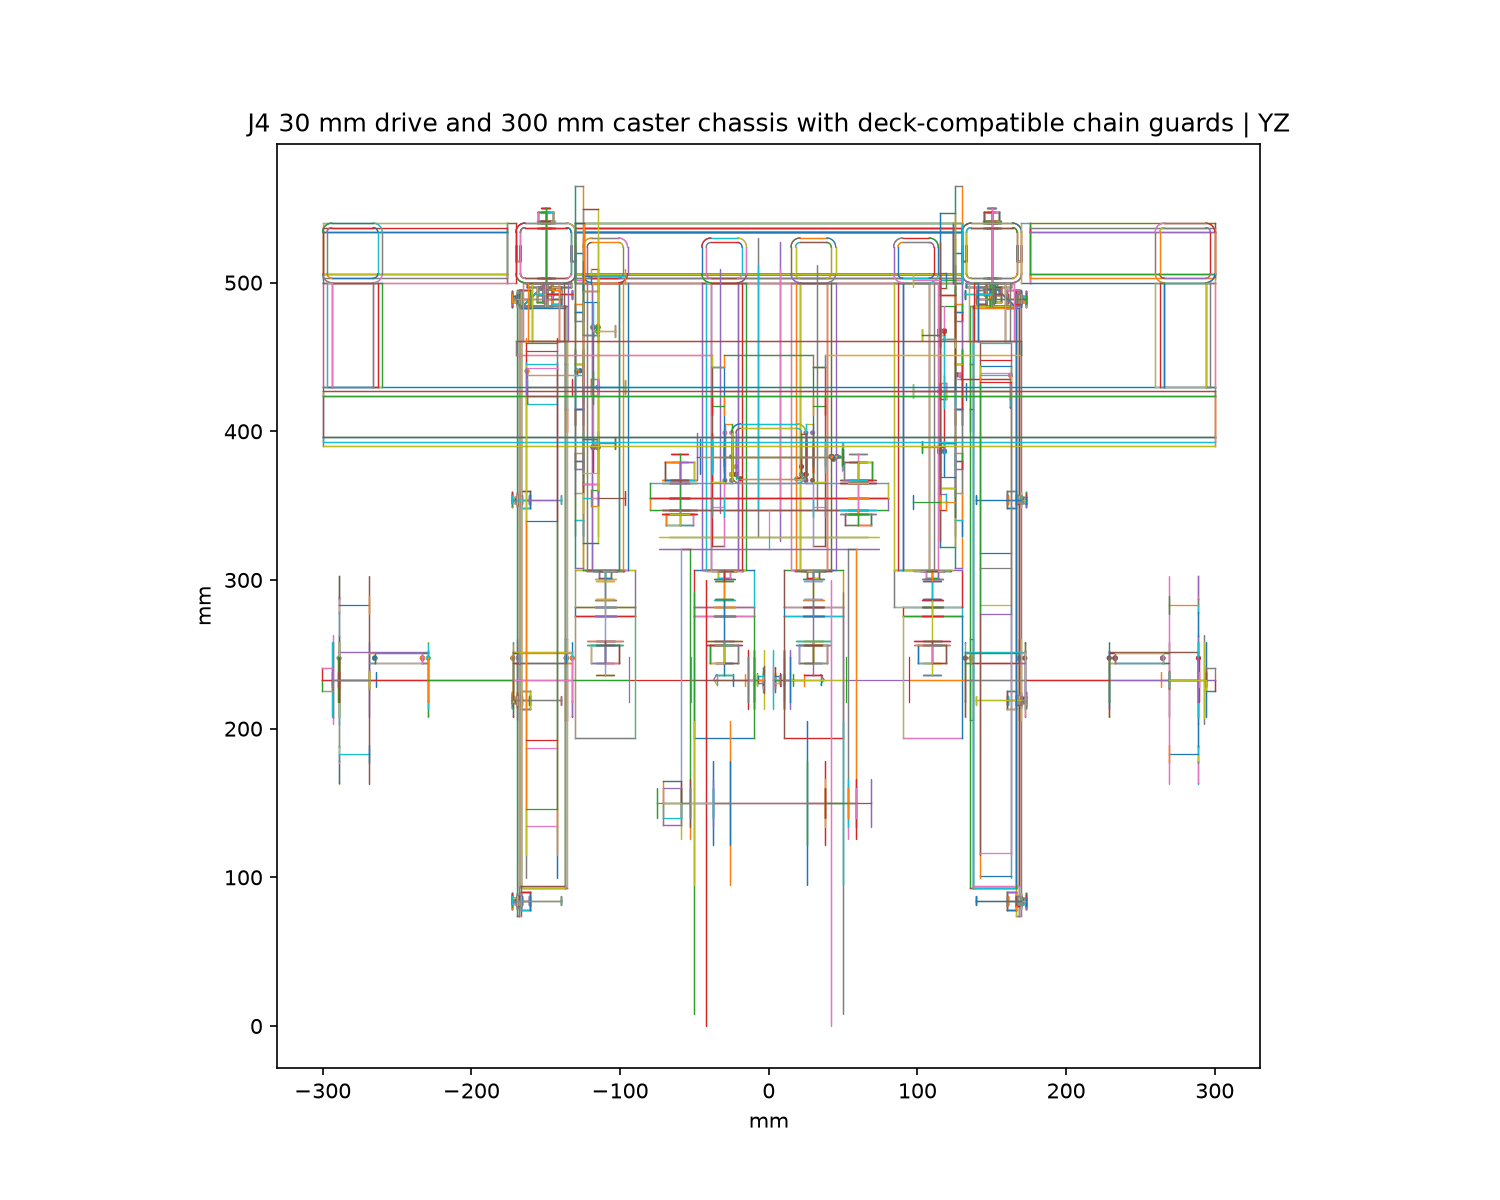 J4 30 mm drive and 300 mm caster chassis with deck-compatible chain guards | YZ
500
400
300
200
100
0
mm
−300 −200 −100 0 100 200 300
mm